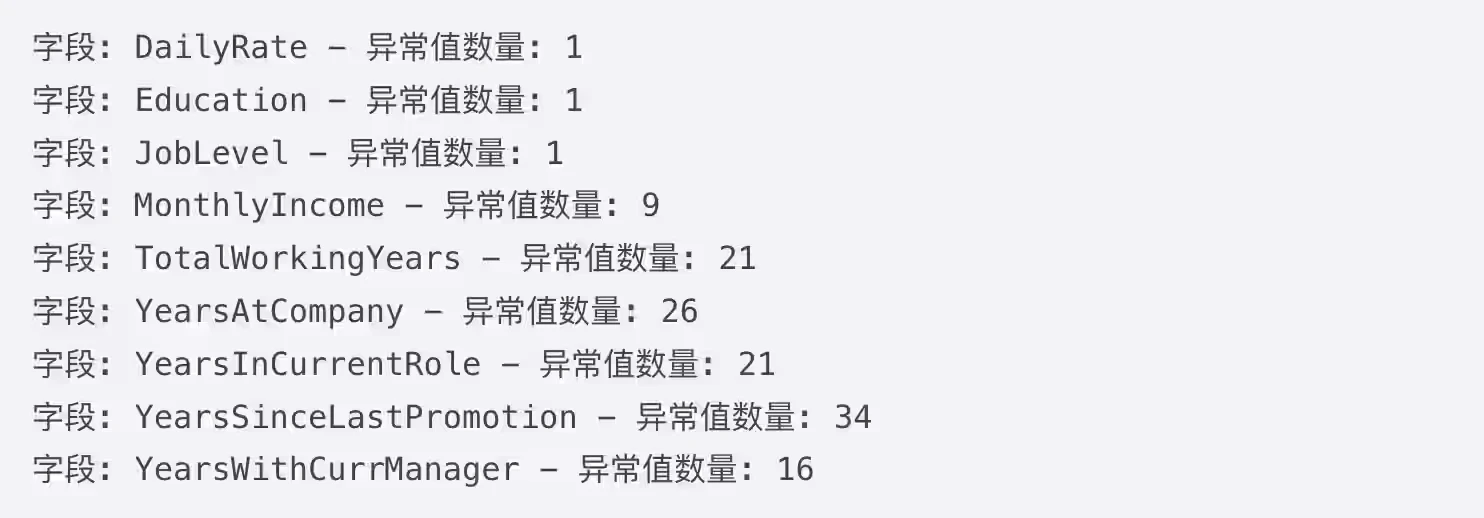 字段: DailyRate - 异常值数量: 1
字段: Education - 异常值数量: 1
字段: JobLevel - 异常值数量: 1
字段: MonthlyIncome - 异常值数量: 9
字段: TotalWorkingYears - 异常值数量: 21
字段: YearsAtCompany - 异常值数量: 26
字段: YearsInCurrentRole - 异常值数量: 21
字段: YearsSinceLastPromotion - 异常值数量: 34
字段: YearsWithCurrManager - 异常值数量: 16